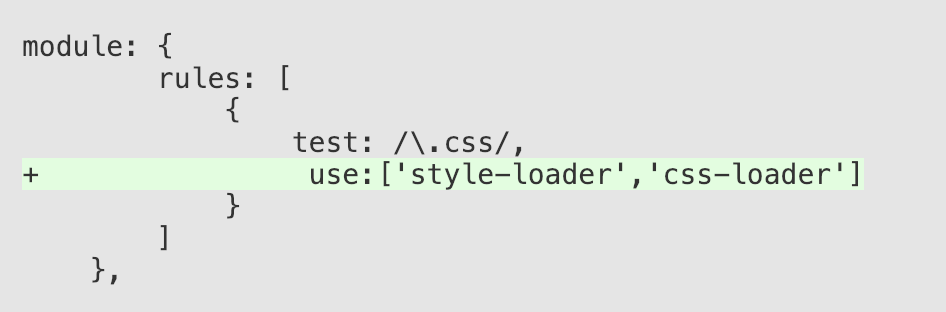 module: {
        rules: [
            {
                test: /\.css/,
+                use:['style-loader','css-loader']
            }
        ]
    },